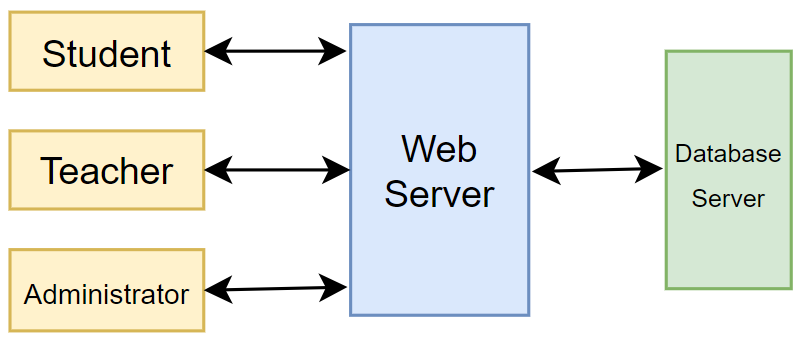 Student
Teacher
Administrator
Web
Server
Database
Server